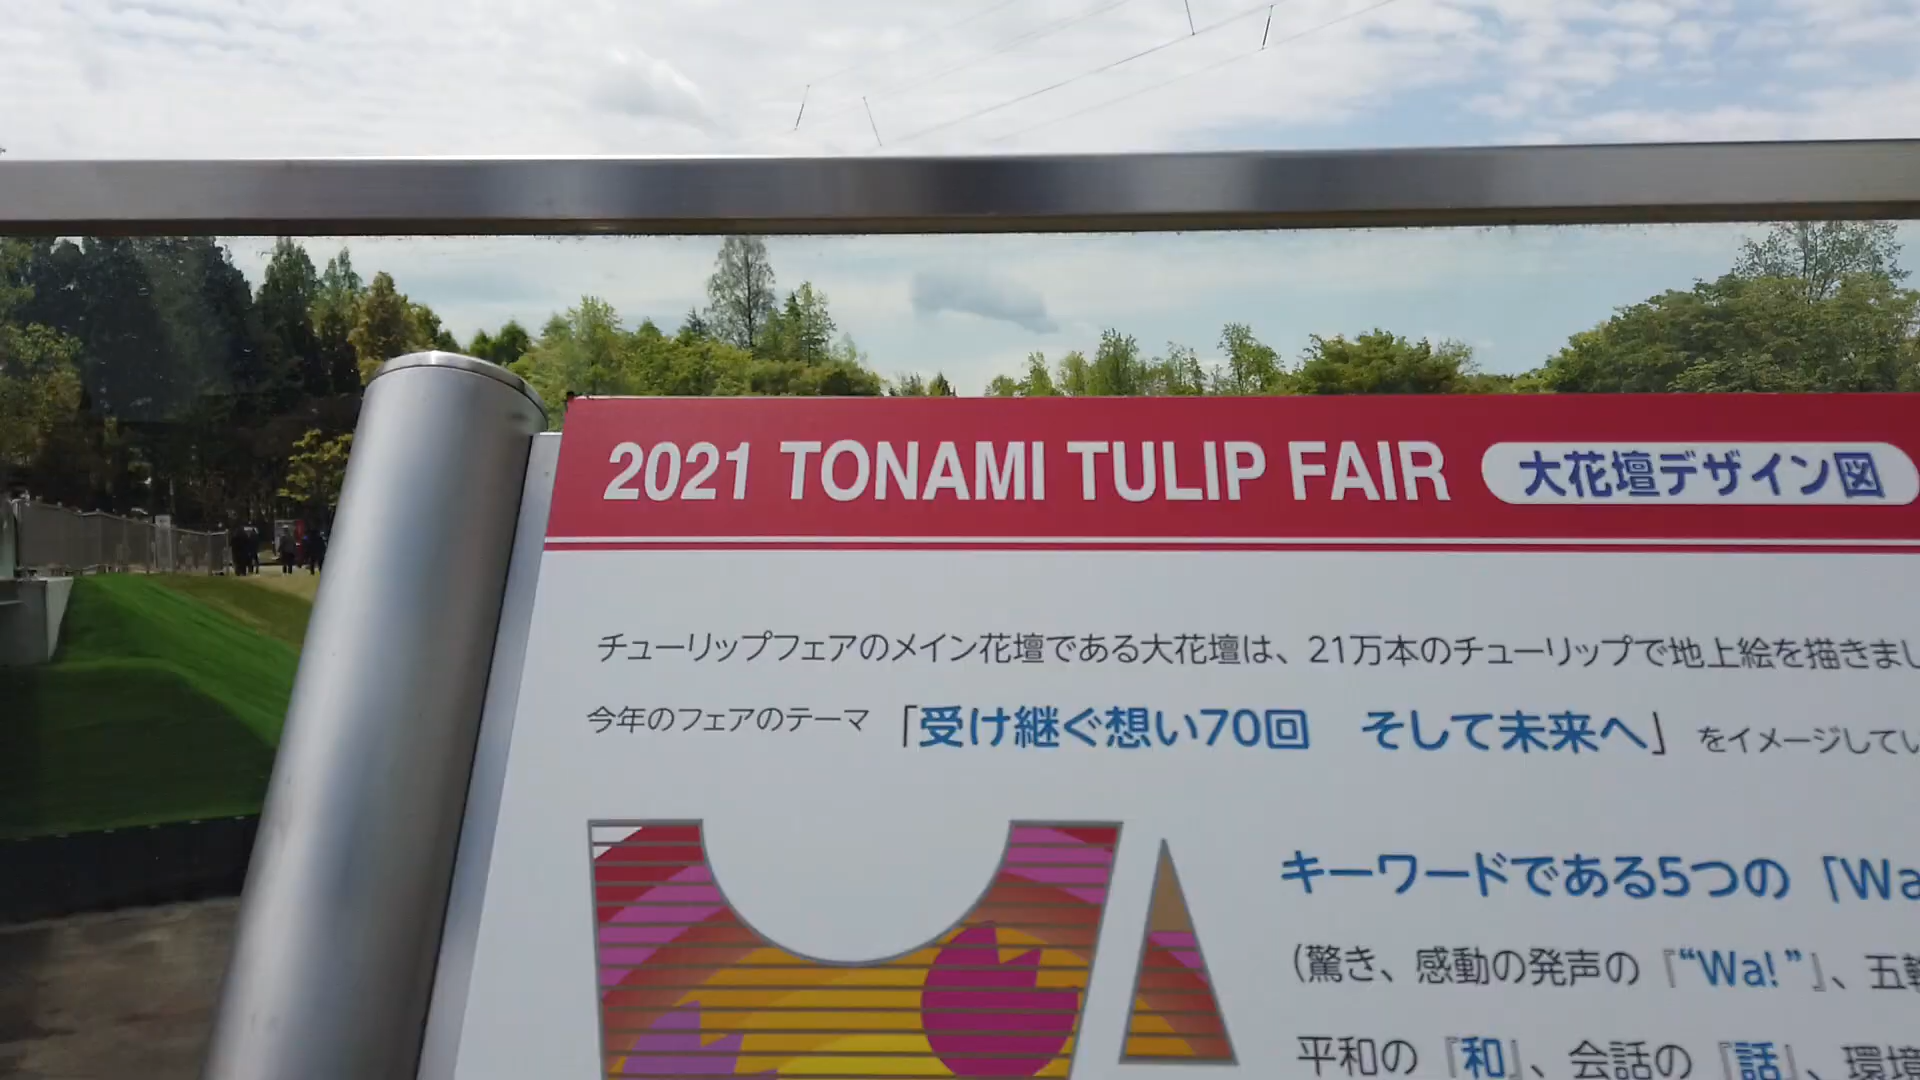 2021 TONAMI TULIP FAIR 大花壇デザイン図
チューリップフェアのメイン花壇である大花壇は、21万本のチューリップで地上絵を描きまし
今年のフェアのテーマ「受け継ぐ想い70回 そして未来へ」をイメージしてい
キーワードである5つの「Wa
(驚き、感動の発声の『“Wa!”』、五輪
平和の『和』、会話の『話』、環境